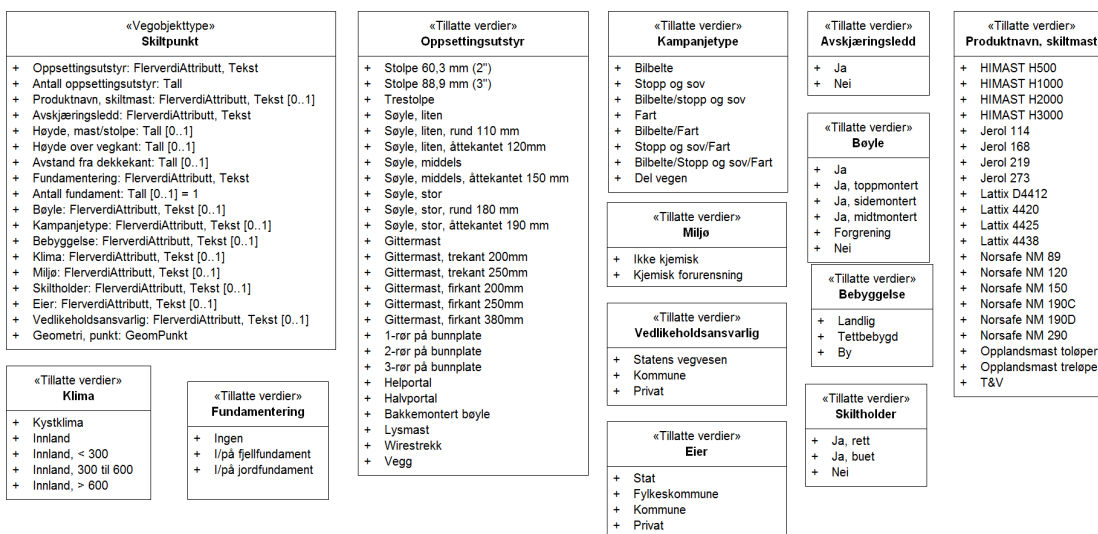 «Vegobjekttype»
Skiltpunkt
+ Oppsettingsutstyr: FlerverdiAttributt, Tekst
+ Antall oppsettingsutstyr: Tall
+ Produktnavn, skiltmast: FlerverdiAttributt, Tekst [0..1]
+ Avskjæringsledd: FlerverdiAttributt, Tekst
+ Høyde, mast/stolpe: Tall [0..1]
+ Høyde over vegkant: Tall [0..1]
+ Avstand fra dekkekant: Tall [0..1]
+ Fundamentering: FlerverdiAttributt, Tekst
+ Antall fundament: Tall [0..1] = 1
+ Bøyle: FlerverdiAttributt, Tekst [0..1]
+ Kampanjetype: FlerverdiAttributt, Tekst [0..1]
+ Bebyggelse: FlerverdiAttributt, Tekst [0..1]
+ Klima: FlerverdiAttributt, Tekst [0..1]
+ Miljø: FlerverdiAttributt, Tekst [0..1]
+ Skiltholder: FlerverdiAttributt, Tekst [0..1]
+ Eier: FlerverdiAttributt, Tekst [0..1]
+ Vedlikeholdsansvarlig: FlerverdiAttributt, Tekst [0..1]
+ Geometri, punkt: GeomPunkt
«Tillatte verdier»
Klima
+ Kystklima
+ Innland
+ Innland, < 300
+ Innland, 300 til 600
+ Innland, > 600
«Tillatte verdier»
Fundamentering
+ Ingen
+ I/på fjellfundament
+ I/på jordfundament
«Tillatte verdier»
Oppsettingsutstyr
+ Stolpe 60,3 mm (2")
+ Stolpe 88,9 mm (3")
+ Trestolpe
+ Søyle, liten
+ Søyle, liten, rund 110 mm
+ Søyle, liten, åttekantet 120mm
+ Søyle, middels
+ Søyle, middels, åttekantet 150 mm
+ Søyle, stor
+ Søyle, stor, rund 180 mm
+ Søyle, stor, åttekantet 190 mm
+ Gittermast
+ Gittermast, trekant 200mm
+ Gittermast, trekant 250mm
+ Gittermast, firkant 200mm
+ Gittermast, firkant 250mm
+ Gittermast, firkant 380mm
+ 1-rør på bunnplate
+ 2-rør på bunnplate
+ 3-rør på bunnplate
+ Helportal
+ Halvportal
+ Bakkemontert bøyle
+ Lysmast
+ Wirestrekk
+ Vegg
«Tillatte verdier»
Kampanjetype
+ Bilbelte
+ Stopp og sov
+ Bilbelte/stopp og sov
+ Fart
+ Bilbelte/Fart
+ Stopp og sov/Fart
+ Bilbelte/Stopp og sov/Fart
+ Del vegen
«Tillatte verdier»
Miljø
+ Ikke kjemisk
+ Kjemisk forurensning
«Tillatte verdier»
Vedlikeholdsansvarlig
+ Statens vegvesen
+ Kommune
+ Privat
«Tillatte verdier»
Eier
+ Stat
+ Fylkeskommune
+ Kommune
+ Privat
«Tillatte verdier»
Avskjæringsledd
+ Ja
+ Nei
«Tillatte verdier»
Bøyle
+ Ja
+ Ja, toppmontert
+ Ja, sidemontert
+ Ja, midtmontert
+ Forgrening
+ Nei
«Tillatte verdier»
Bebyggelse
+ Landlig
+ Tettbebygd
+ By
«Tillatte verdier»
Skiltholder
+ Ja, rett
+ Ja, buet
+ Nei
«Tillatte verdier»
Produktnavn, skiltmast
+ HIMAST H500
+ HIMAST H1000
+ HIMAST H2000
+ HIMAST H3000
+ Jerol 114
+ Jerol 168
+ Jerol 219
+ Jerol 273
+ Lattix D4412
+ Lattix 4420
+ Lattix 4425
+ Lattix 4438
+ Norsafe NM 89
+ Norsafe NM 120
+ Norsafe NM 150
+ Norsafe NM 190C
+ Norsafe NM 190D
+ Norsafe NM 290
+ Opplandsmast toløper
+ Opplandsmast treløpe
+ T&V